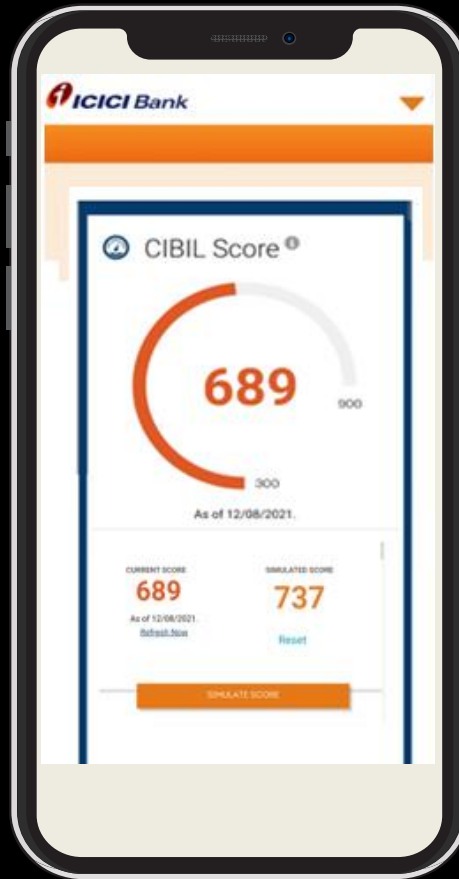 ICICI Bank
CIBIL Score
689
900
300
As of 12/08/2021.
CURRENT SCORE
689
As of 12/08/2021.
Refresh Now
SIMULATED SCORE
737
Reset
SIMULATE SCORE